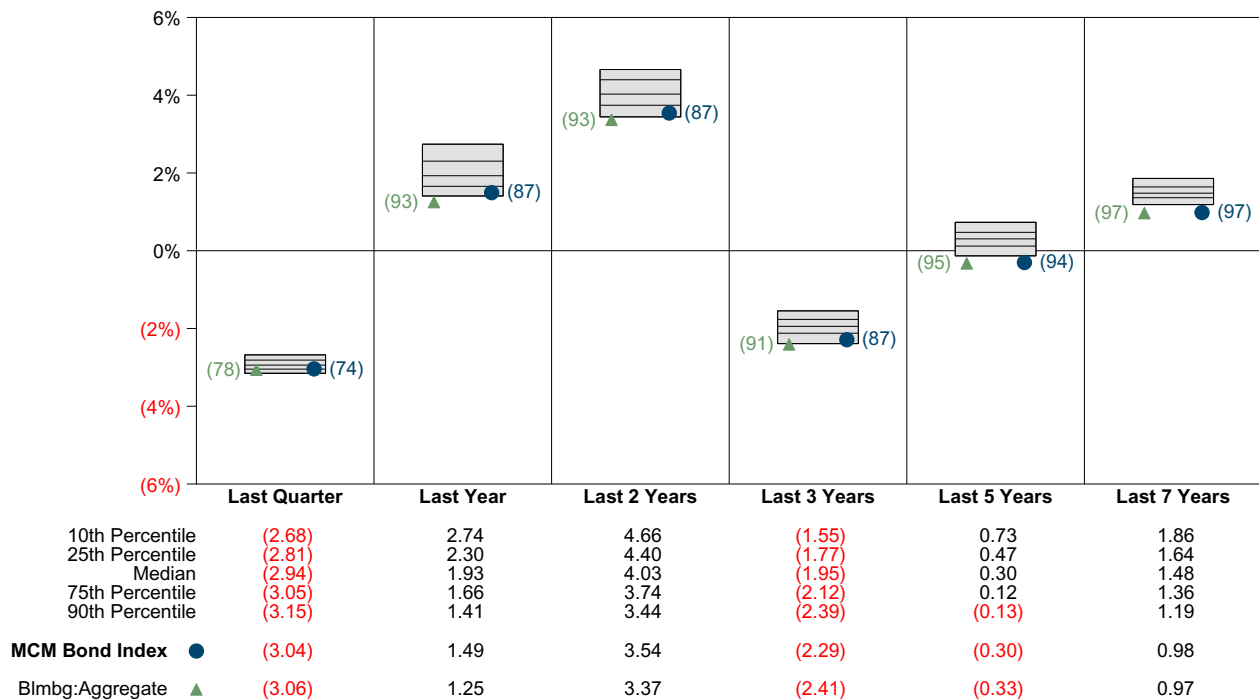 6%
4%
2%
0%
(2%)
(4%)
(6%)
(78) (74)
(93) (87)
(93) (87)
(91) (87)
(95) (94)
(97) (97)
Last Quarter Last Year Last 2 Years Last 3 Years Last 5 Years Last 7 Years
10th Percentile (2.68) 2.74 4.66 (1.55) 0.73 1.86
25th Percentile (2.81) 2.30 4.40 (1.77) 0.47 1.64
Median (2.94) 1.93 4.03 (1.95) 0.30 1.48
75th Percentile (3.05) 1.66 3.74 (2.12) 0.12 1.36
90th Percentile (3.15) 1.41 3.44 (2.39) (0.13) 1.19
MCM Bond Index (3.04) 1.49 3.54 (2.29) (0.30) 0.98
Blmbg:Aggregate (3.06) 1.25 3.37 (2.41) (0.33) 0.97